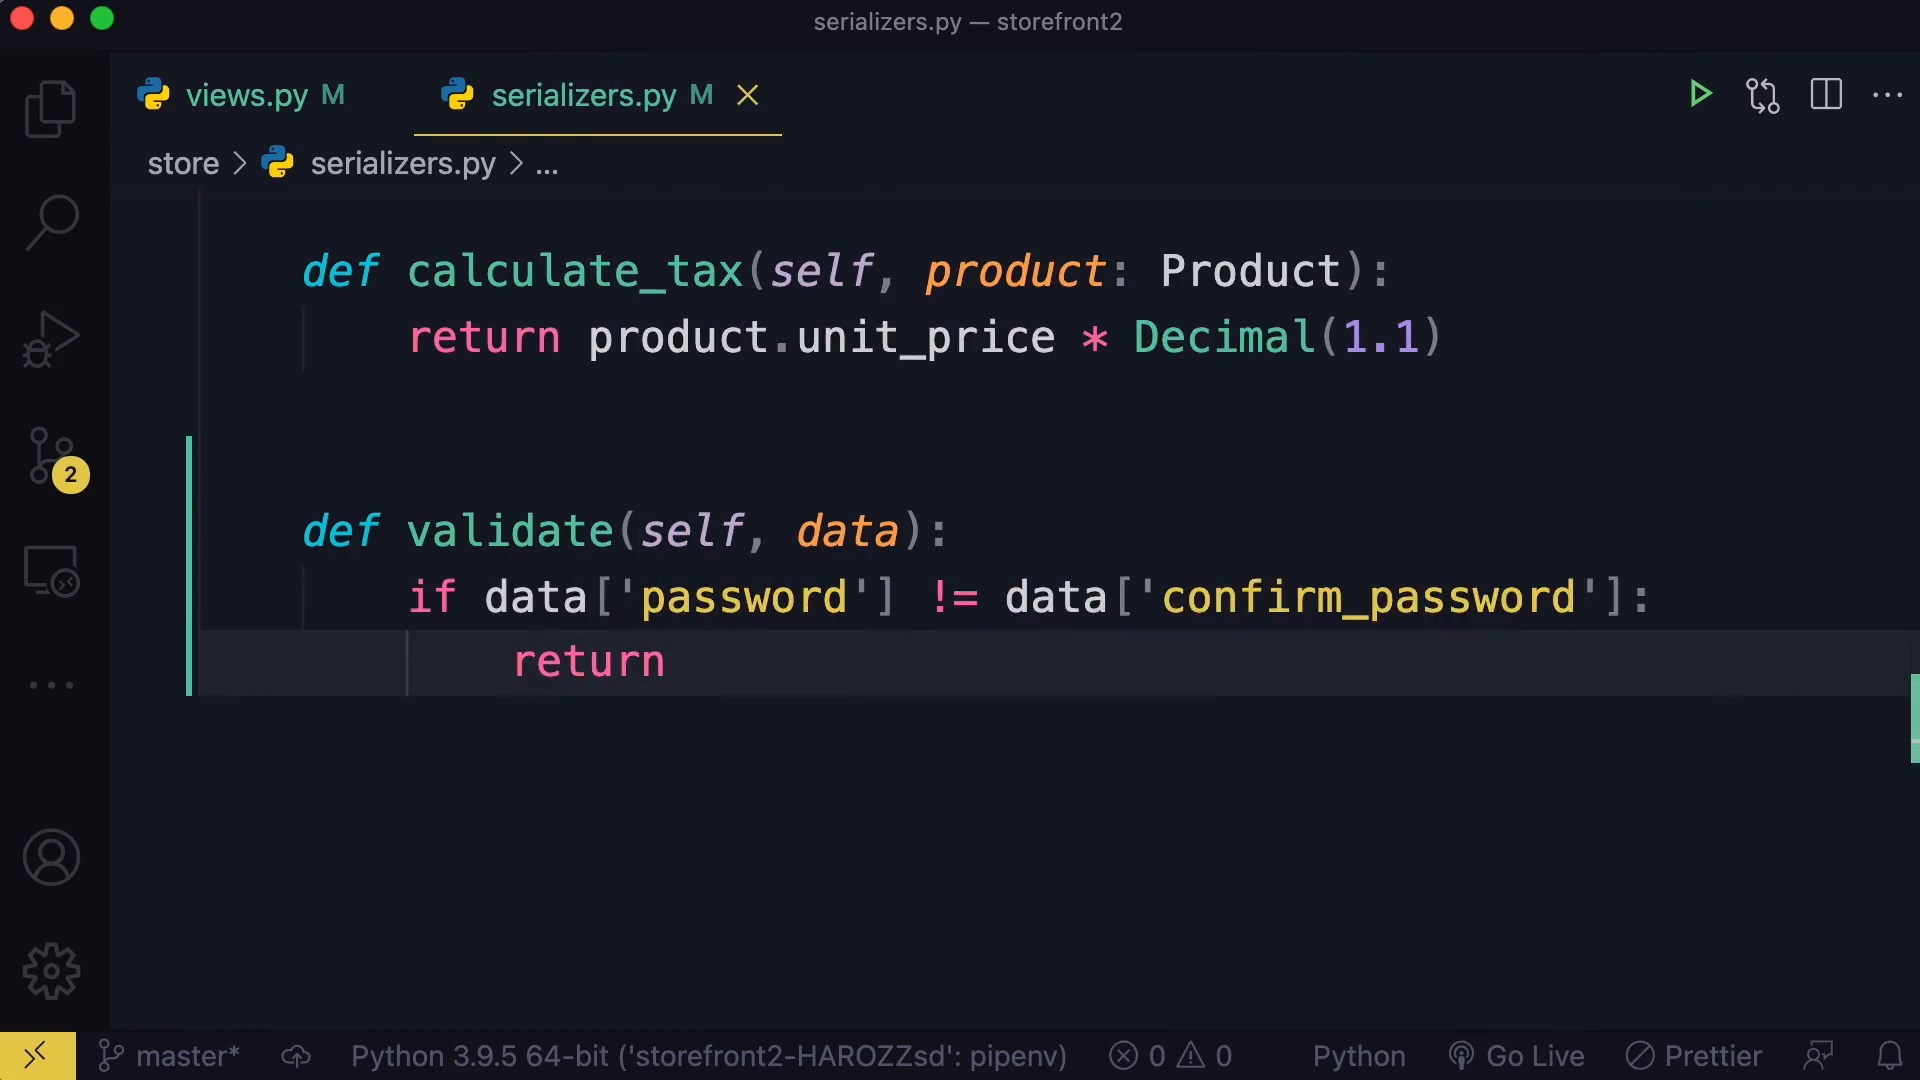 serializers.py — storefront2
views.py M serializers.py M
store > serializers.py > ...
def calculate_tax(self, product: Product):
return product.unit_price * Decimal(1.1)
def validate(self, data):
if data['password'] != data['confirm_password']:
return
2
master* Python 3.9.5 64-bit ('storefront2-HAROZZsd': pipenv) 0 0 Python Go Live Prettier